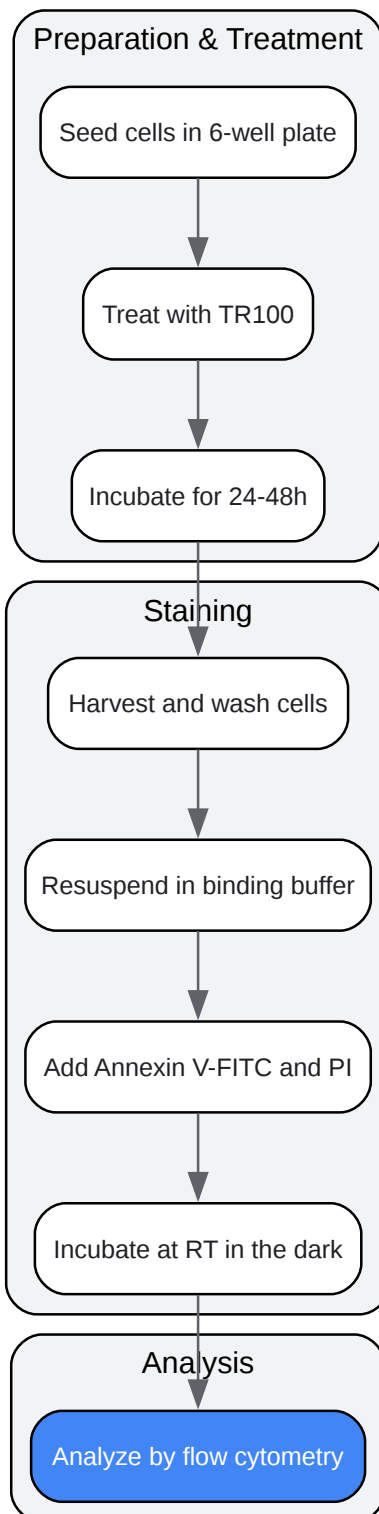 Preparation & Treatment
Seed cells in 6-well plate
Treat with TR100
Incubate for 24-48h
Staining
Harvest and wash cells
Resuspend in binding buffer
Add Annexin V-FITC and PI
Incubate at RT in the dark
Analysis
Analyze by flow cytometry